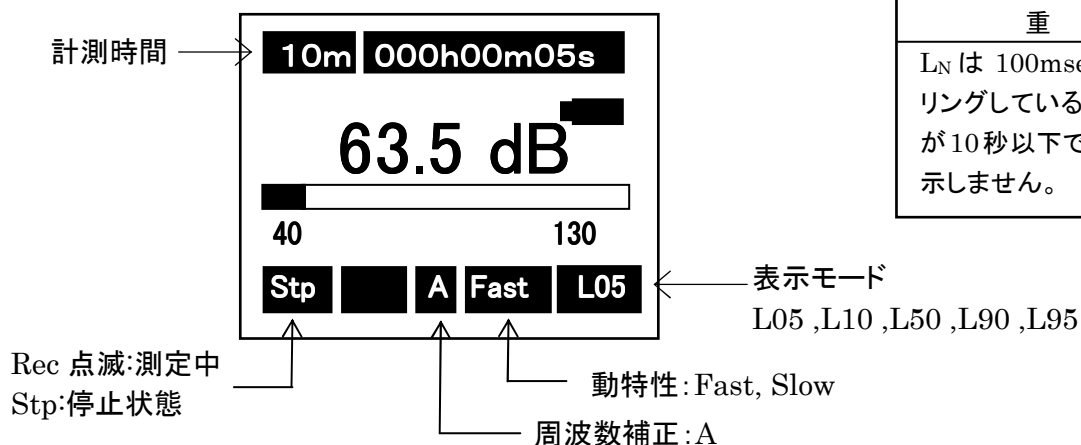 計測時間
10m 000h00m05s
63.5 dB
40 130
Stp A Fast L05
表示モード
L05 ,L10 ,L50 ,L90 ,L95
Rec 点滅:測定中
Stp:停止状態
動特性:Fast, Slow
周波数補正:A
重
LNは 100mse
リングしている
が10秒以下で
示しません。